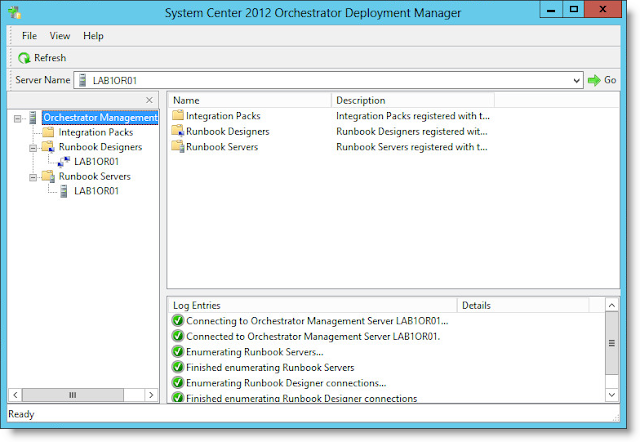 System Center 2012 Orchestrator Deployment Manager
File View Help
Refresh
Server Name LAB1OR01 Go
Orchestrator Management
Integration Packs
Runbook Designers
LAB1OR01
Runbook Servers
LAB1OR01
Name Description
Integration Packs Integration Packs registered with t...
Runbook Designers Runbook Designers registered wit...
Runbook Servers Runbook Servers registered with t...
Log Entries Details
Connecting to Orchestrator Management Server LAB1OR01...
Connected to Orchestrator Management Server LAB1OR01.
Enumerating Runbook Servers...
Finished enumerating Runbook Servers
Enumerating Runbook Designer connections...
Finished enumerating Runbook Designer connections
Ready